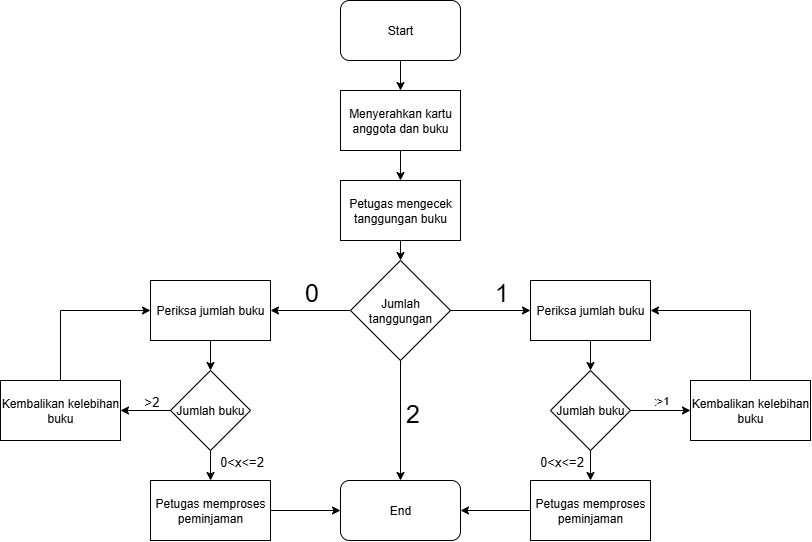 Start
Menyerahkan kartu
anggota dan buku
Petugas mengecek
tanggungan buku
Jumlah
tanggungan
0
1
2
Periksa jumlah buku
Jumlah buku
>2
Kembalikan kelebihan
buku
0<x<=2
Petugas memproses
peminjaman
Periksa jumlah buku
Jumlah buku
:>1
Kembalikan kelebihan
buku
0<x<=2
Petugas memproses
peminjaman
End